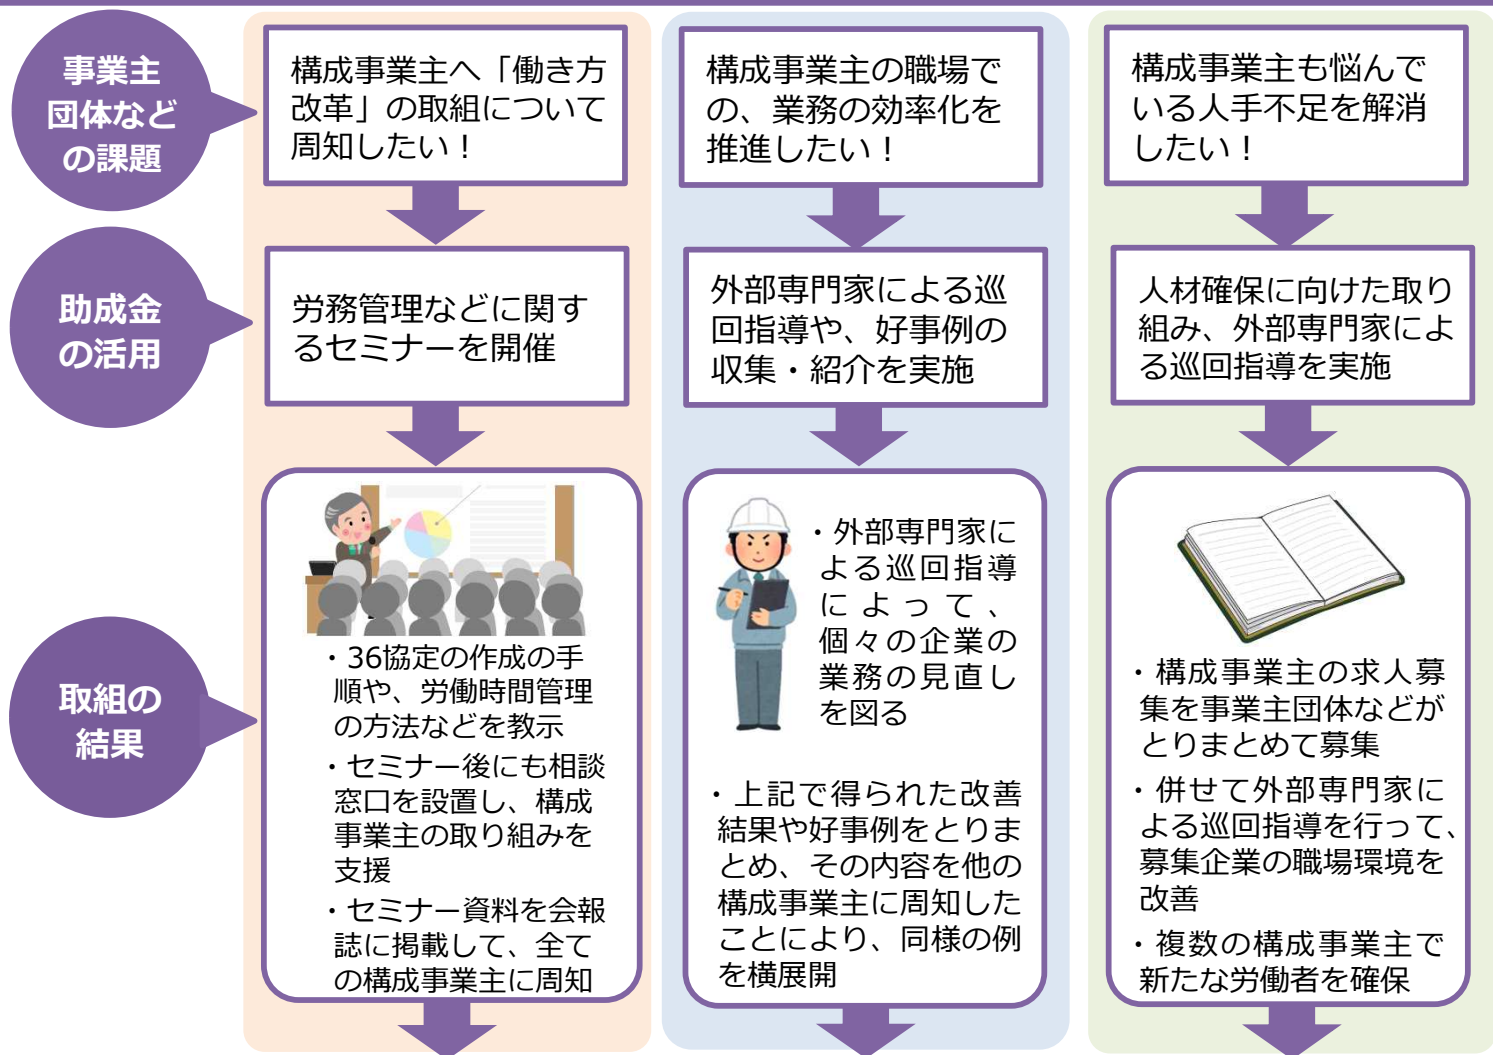 事業主
団体など
の課題
構成事業主へ「働き方
改革」の取組について
周知したい！
構成事業主の職場で
の、業務の効率化を
推進したい！
構成事業主も悩んで
いる人手不足を解消
したい！
助成金
の活用
労務管理などに関す
るセミナーを開催
外部専門家による巡
回指導や、好事例の
収集・紹介を実施
人材確保に向けた取り
組み、外部専門家によ
る巡回指導を実施
取組の
結果
・36協定の作成の手
順や、労働時間管理
の方法などを教示
・セミナー後にも相談
窓口を設置し、構成
事業主の取り組みを
支援
・セミナー資料を会報
誌に掲載して、全て
の構成事業主に周知
・外部専門家に
よる巡回指導
によって、
個々の企業の
業務の見直し
を図る
・上記で得られた改善
結果や好事例をとりま
とめ、その内容を他の
構成事業主に周知した
ことにより、同様の例
を横展開
・構成事業主の求人募
集を事業主団体などが
とりまとめて募集
・併せて外部専門家に
よる巡回指導を行って、
募集企業の職場環境を
改善
・複数の構成事業主で
新たな労働者を確保